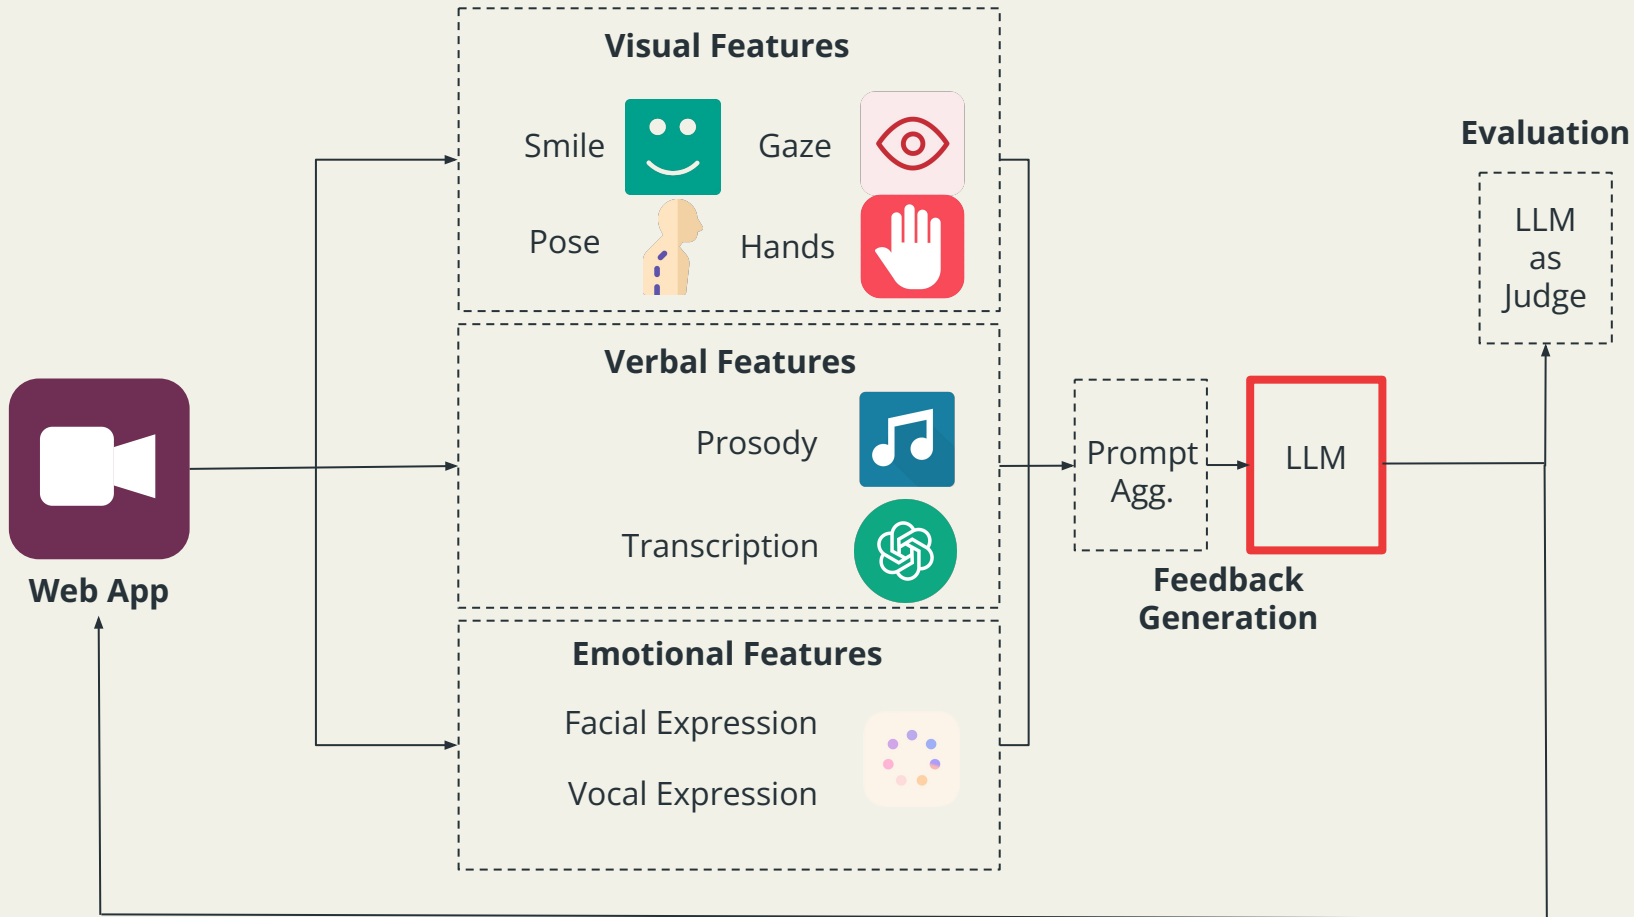 Visual Features
Smile
Gaze
Pose
Hands
Verbal Features
Prosody
Transcription
Emotional Features
Facial Expression
Vocal Expression
Web App
Prompt
Agg.
LLM
Feedback
Generation
Evaluation
LLM
as
Judge